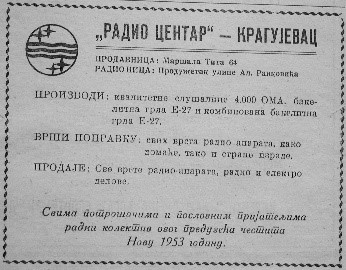 „РАДИО ЦЕНТАР" – КРАГУЈЕВАЦ
ПРОДАВНИЦА: Маршала Тита 64
РАДИОНИЦА: Продужетак улице Ал. Ранковића
ПРОИЗВОДИ: квалитетне слушалице 4.000 ОМА, баке-
летна грла Е-27 и комбинована бакелитна
грла Е-27.
ВРШИ ПОПРАВКУ: свих врста радио-апарата, како
домаће, тако и стране израде.
ПРОДАЈЕ: Све врсте радио-апарата, радио и електро
делове.
Свима потрошачима и пословним пријатељима
радни колектив овог предузећа честита
Нову 1953 годину.